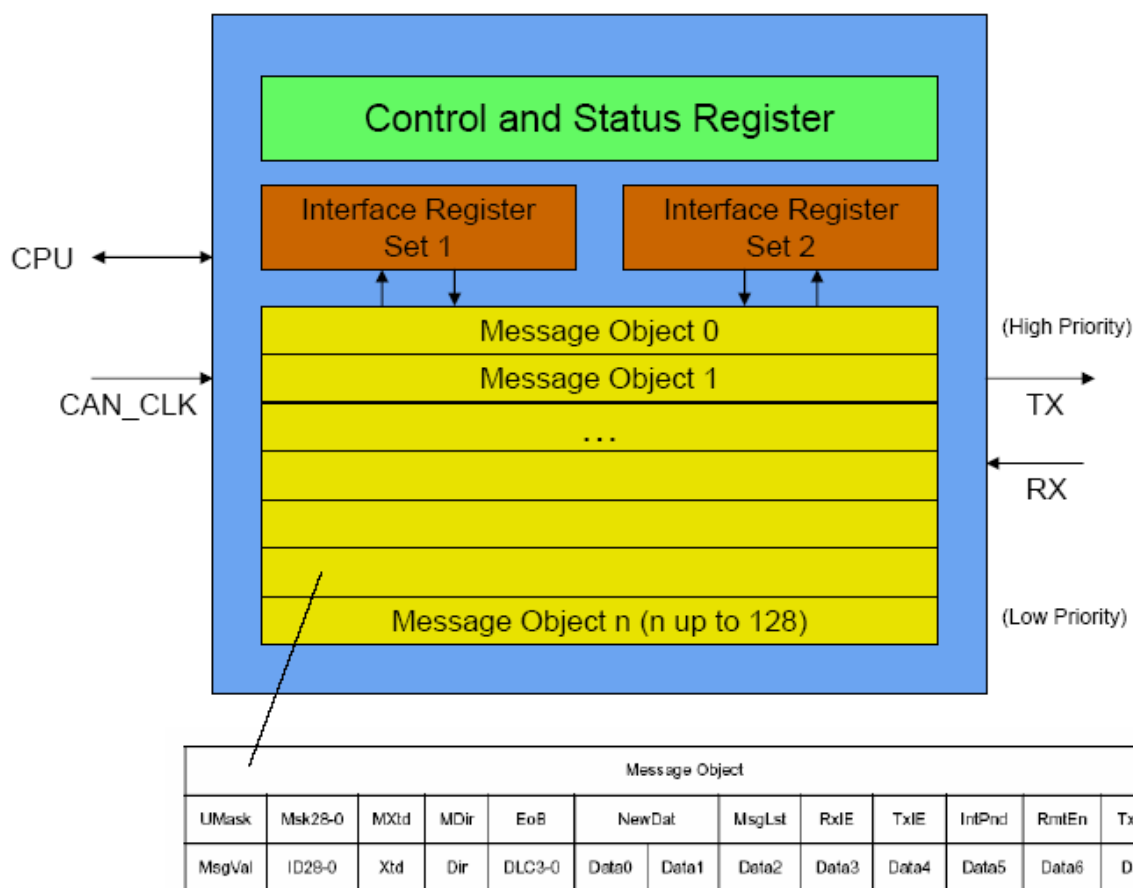 Control and Status Register
Interface Register
Set 1
Interface Register
Set 2
CPU
Message Object 0
(High Priority)
Message Object 1
CAN_CLK
TX
...
RX
Message Object n (n up to 128)
(Low Priority)
Message Object
UMask Msk28-0 MXtd MDir EoB NewDat MsgLst RxIE TxIE IntPnd RmtEn
MsgVal ID28-0 Xtd Dir DLC3-0 Data0 Data1 Data2 Data3 Data4 Data5 Data6